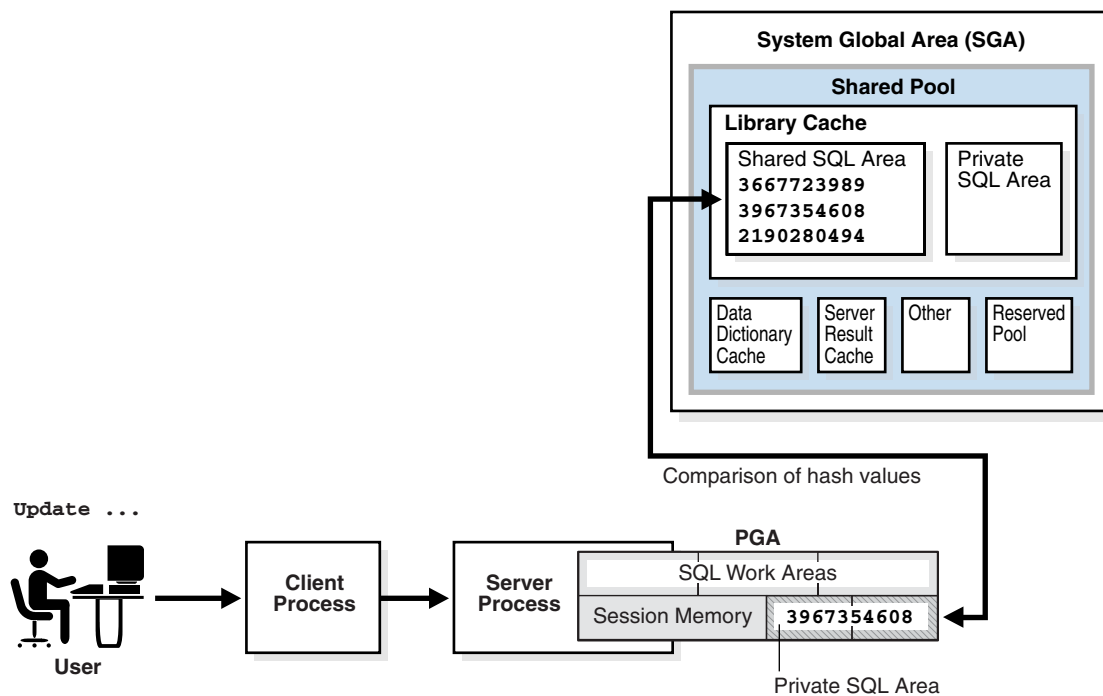 System Global Area (SGA)
Shared Pool
Library Cache
Shared SQL Area
3667723989
3967354608
2190280494
Private
SQL Area
Data
Dictionary
Cache
Server
Result
Cache
Other
Reserved
Pool
Comparison of hash values
Update ...
User
Client
Process
Server
Process
PGA
SQL Work Areas
Session Memory
3967354608
Private SQL Area